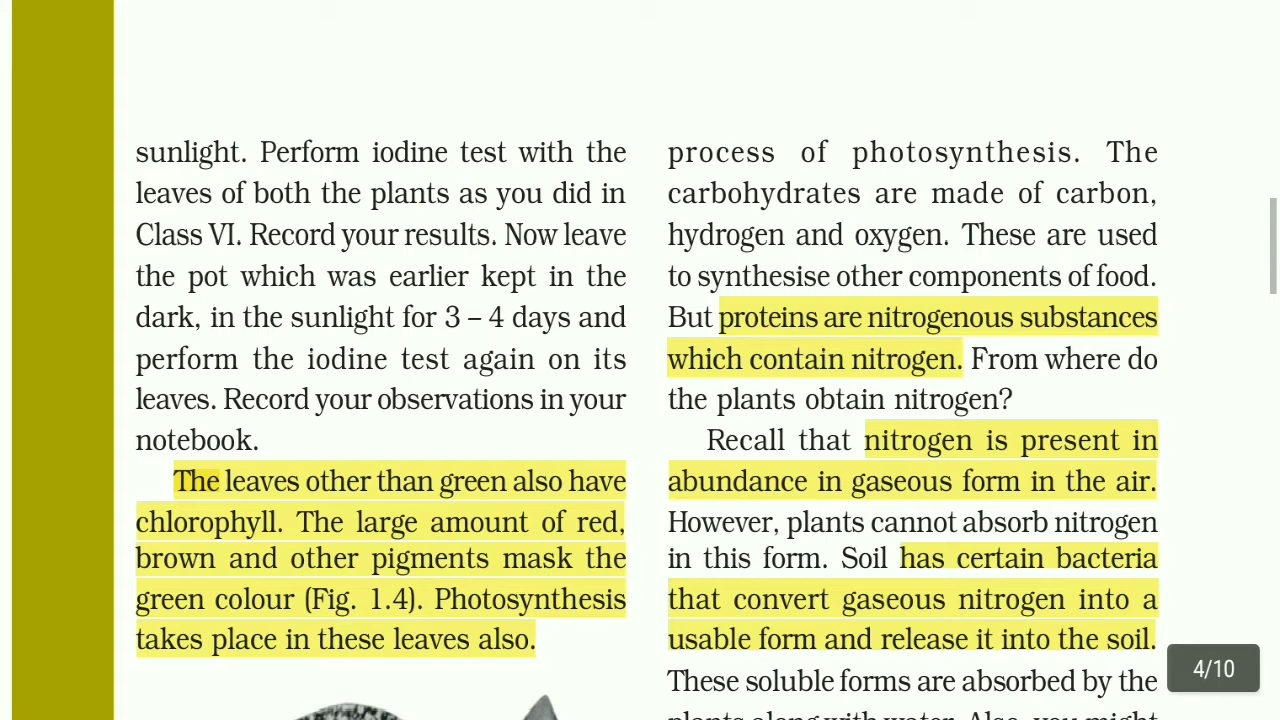 sunlight. Perform iodine test with the
leaves of both the plants as you did in
Class VI. Record your results. Now leave
the pot which was earlier kept in the
dark, in the sunlight for 3 – 4 days and
perform the iodine test again on its
leaves. Record your observations in your
notebook.
The leaves other than green also have
chlorophyll. The large amount of red,
brown and other pigments mask the
green colour (Fig. 1.4). Photosynthesis
takes place in these leaves also.
process of photosynthesis. The
carbohydrates are made of carbon,
hydrogen and oxygen. These are used
to synthesise other components of food.
But proteins are nitrogenous substances
which contain nitrogen. From where do
the plants obtain nitrogen?
Recall that nitrogen is present in
abundance in gaseous form in the air.
However, plants cannot absorb nitrogen
in this form. Soil has certain bacteria
that convert gaseous nitrogen into a
usable form and release it into the soil.
These soluble forms are absorbed by the
plants along with water. Also, you might
4/10